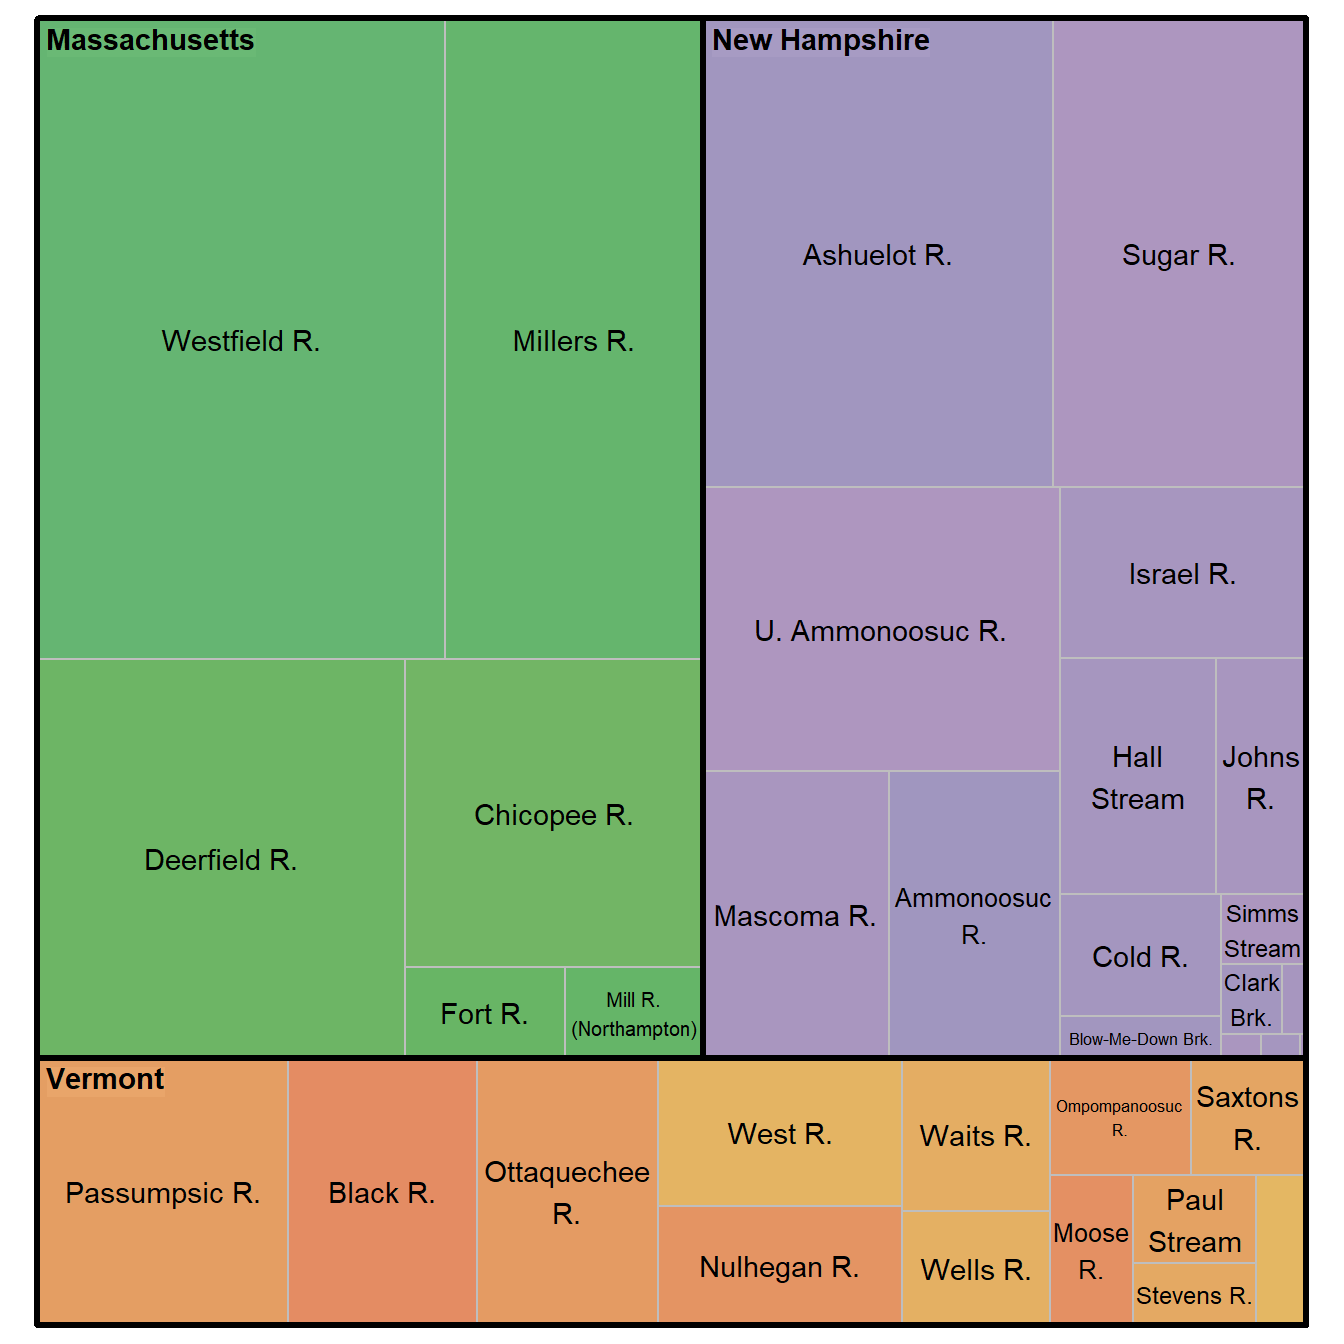 Massachusetts
Westfield R.
Millers R.
Deerfield R.
Chicopee R.
Fort R.
Mill R.
(Northampton)
New Hampshire
Ashuelot R.
Sugar R.
U. Ammonoosuc R.
Israel R.
Hall
Stream
Johns
R.
Mascoma R.
Ammonoosuc
R.
Cold R.
Simms
Stream
Clark
Brk.
Blow-Me-Down Brk.
Vermont
Passumpsic R.
Black R.
Ottaquechee
R.
West R.
Nulhegan R.
Waits R.
Wells R.
Ompompanoosuc
R.
Saxtons
R.
Moose
R.
Paul
Stream
Stevens R.